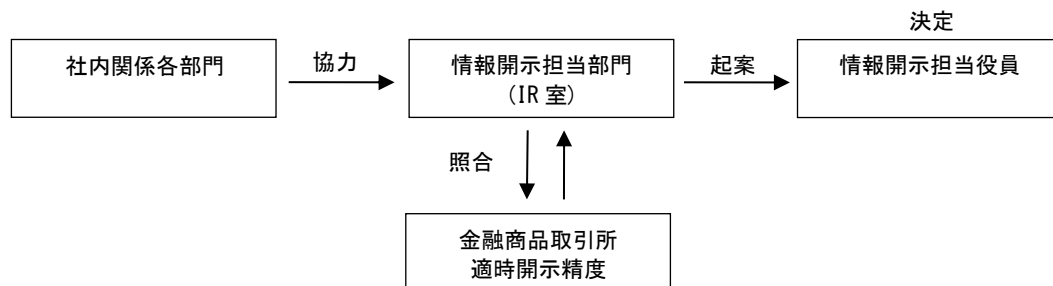 決定
社内関係各部門
協力
情報開示担当部門
（IR 室）
起案
情報開示担当役員
照合
金融商品取引所
適時開示精度